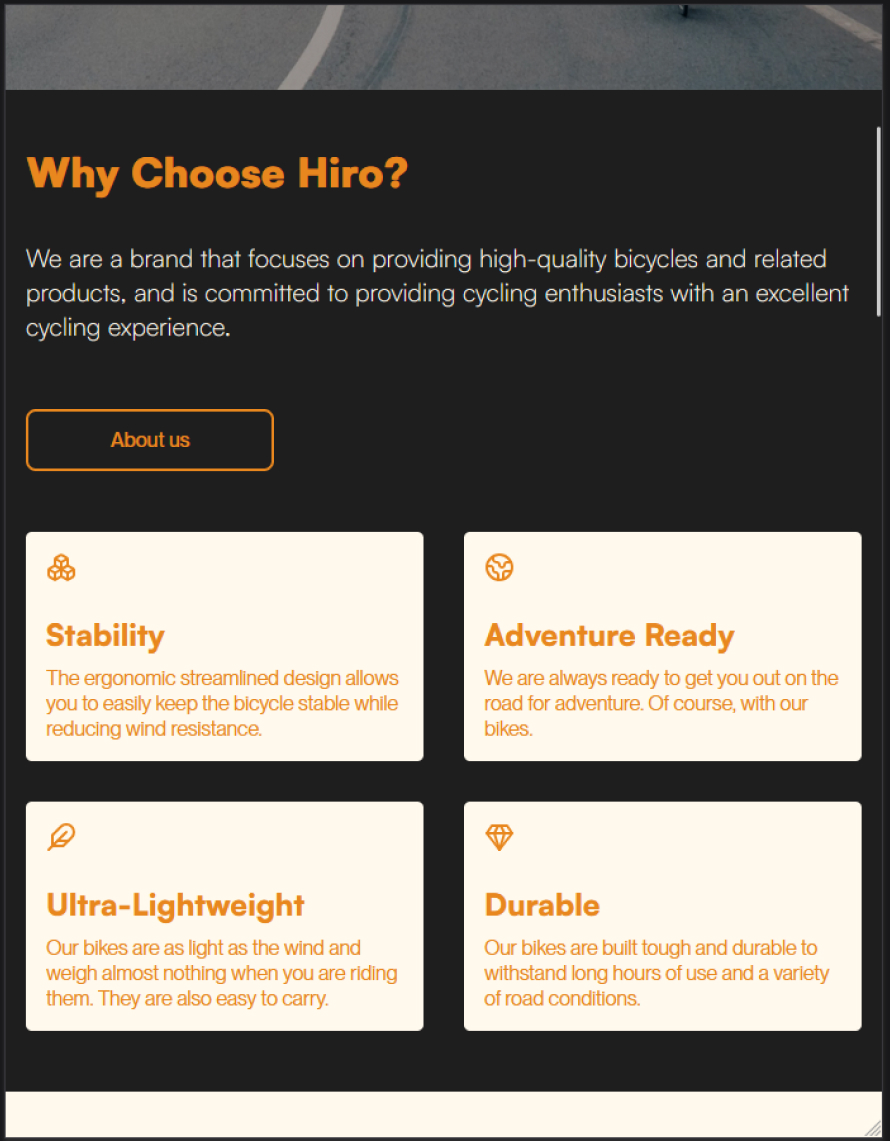 Why Choose Hiro?
We are a brand that focuses on providing high-quality bicycles and related
products, and is committed to providing cycling enthusiasts with an excellent
cycling experience.
About us
Stability
The ergonomic streamlined design allows
you to easily keep the bicycle stable while
reducing wind resistance.
Adventure Ready
We are always ready to get you out on the
road for adventure. Of course, with our
bikes.
Ultra-Lightweight
Our bikes are as light as the wind and
weigh almost nothing when you are riding
them. They are also easy to carry.
Durable
Our bikes are built tough and durable to
withstand long hours of use and a variety
of road conditions.